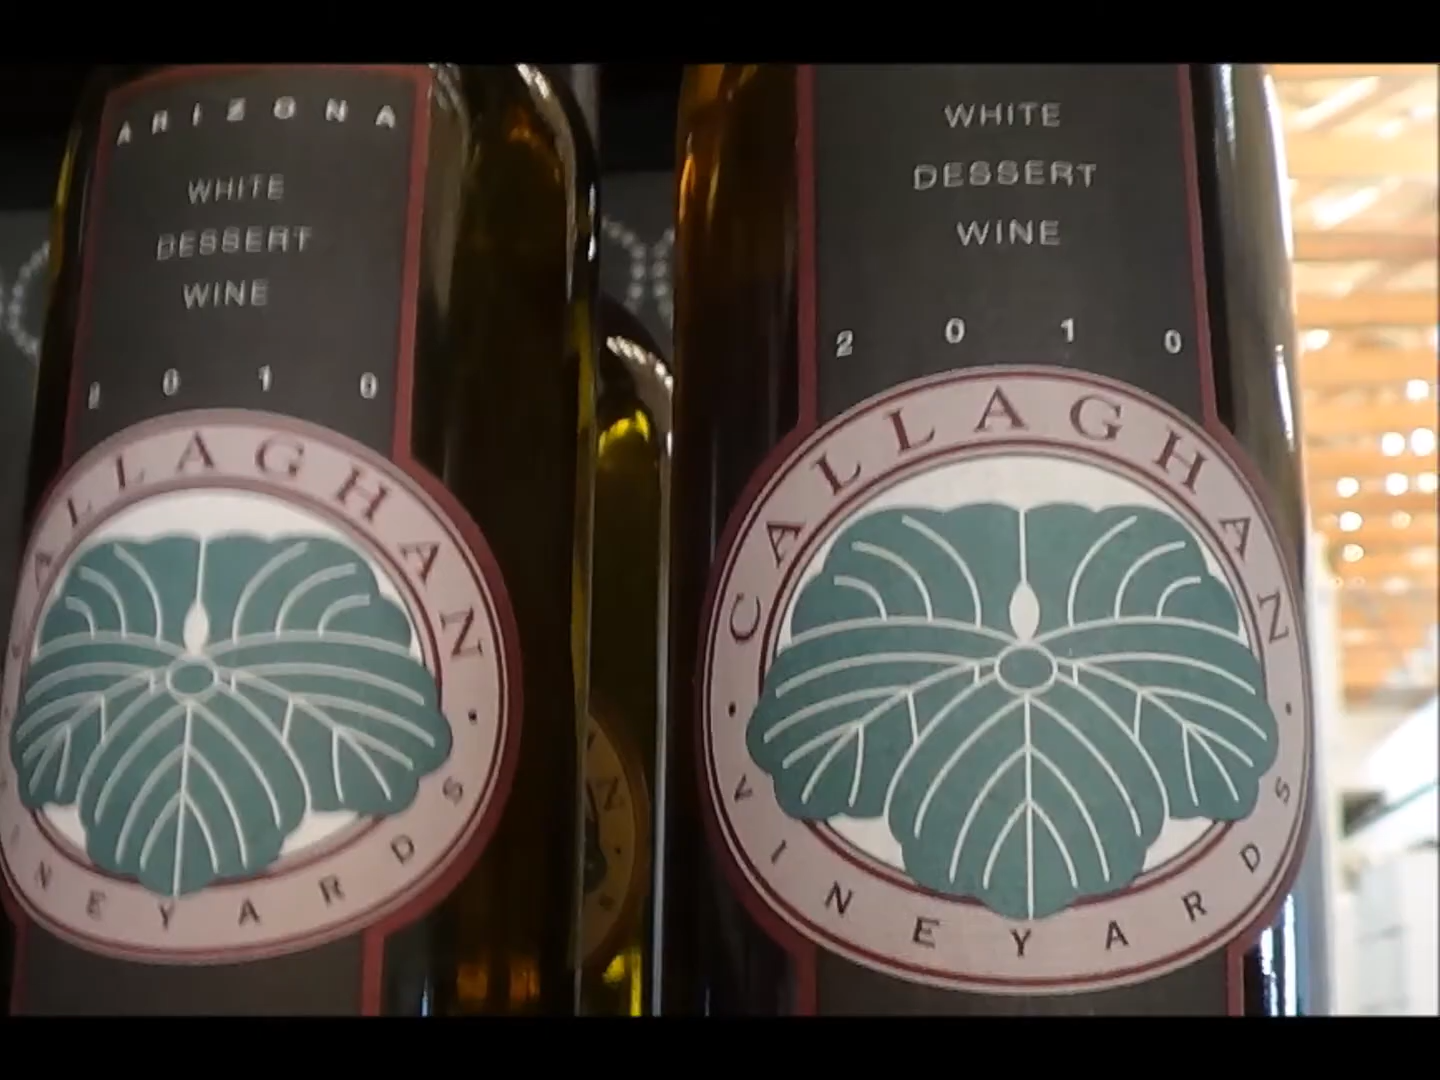 ARIZONA
WHITE
DESSERT
WINE
2010
CALLAGHAN
VINEYARDS
WHITE
DESSERT
WINE
2010
CALLAGHAN
VINEYARDS